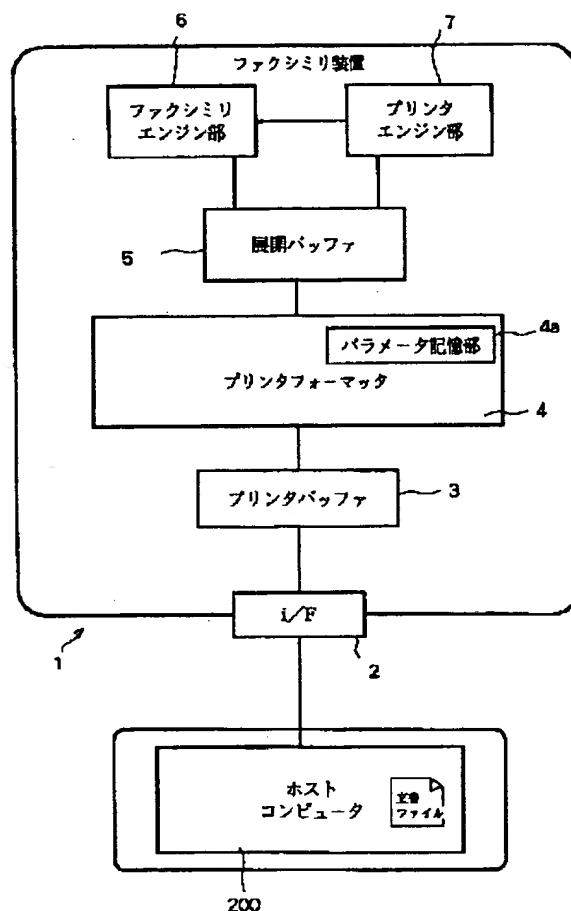 6
7
ファクシミリ装置
ファクシミリ
エンジン部
プリンタ
エンジン部
5
展開バッファ
4a
パラメータ記憶部
プリンタフォーマッタ
4
プリンタバッファ
3
i/F
1
2
ホスト
コンピュータ
文書
ファイル
200